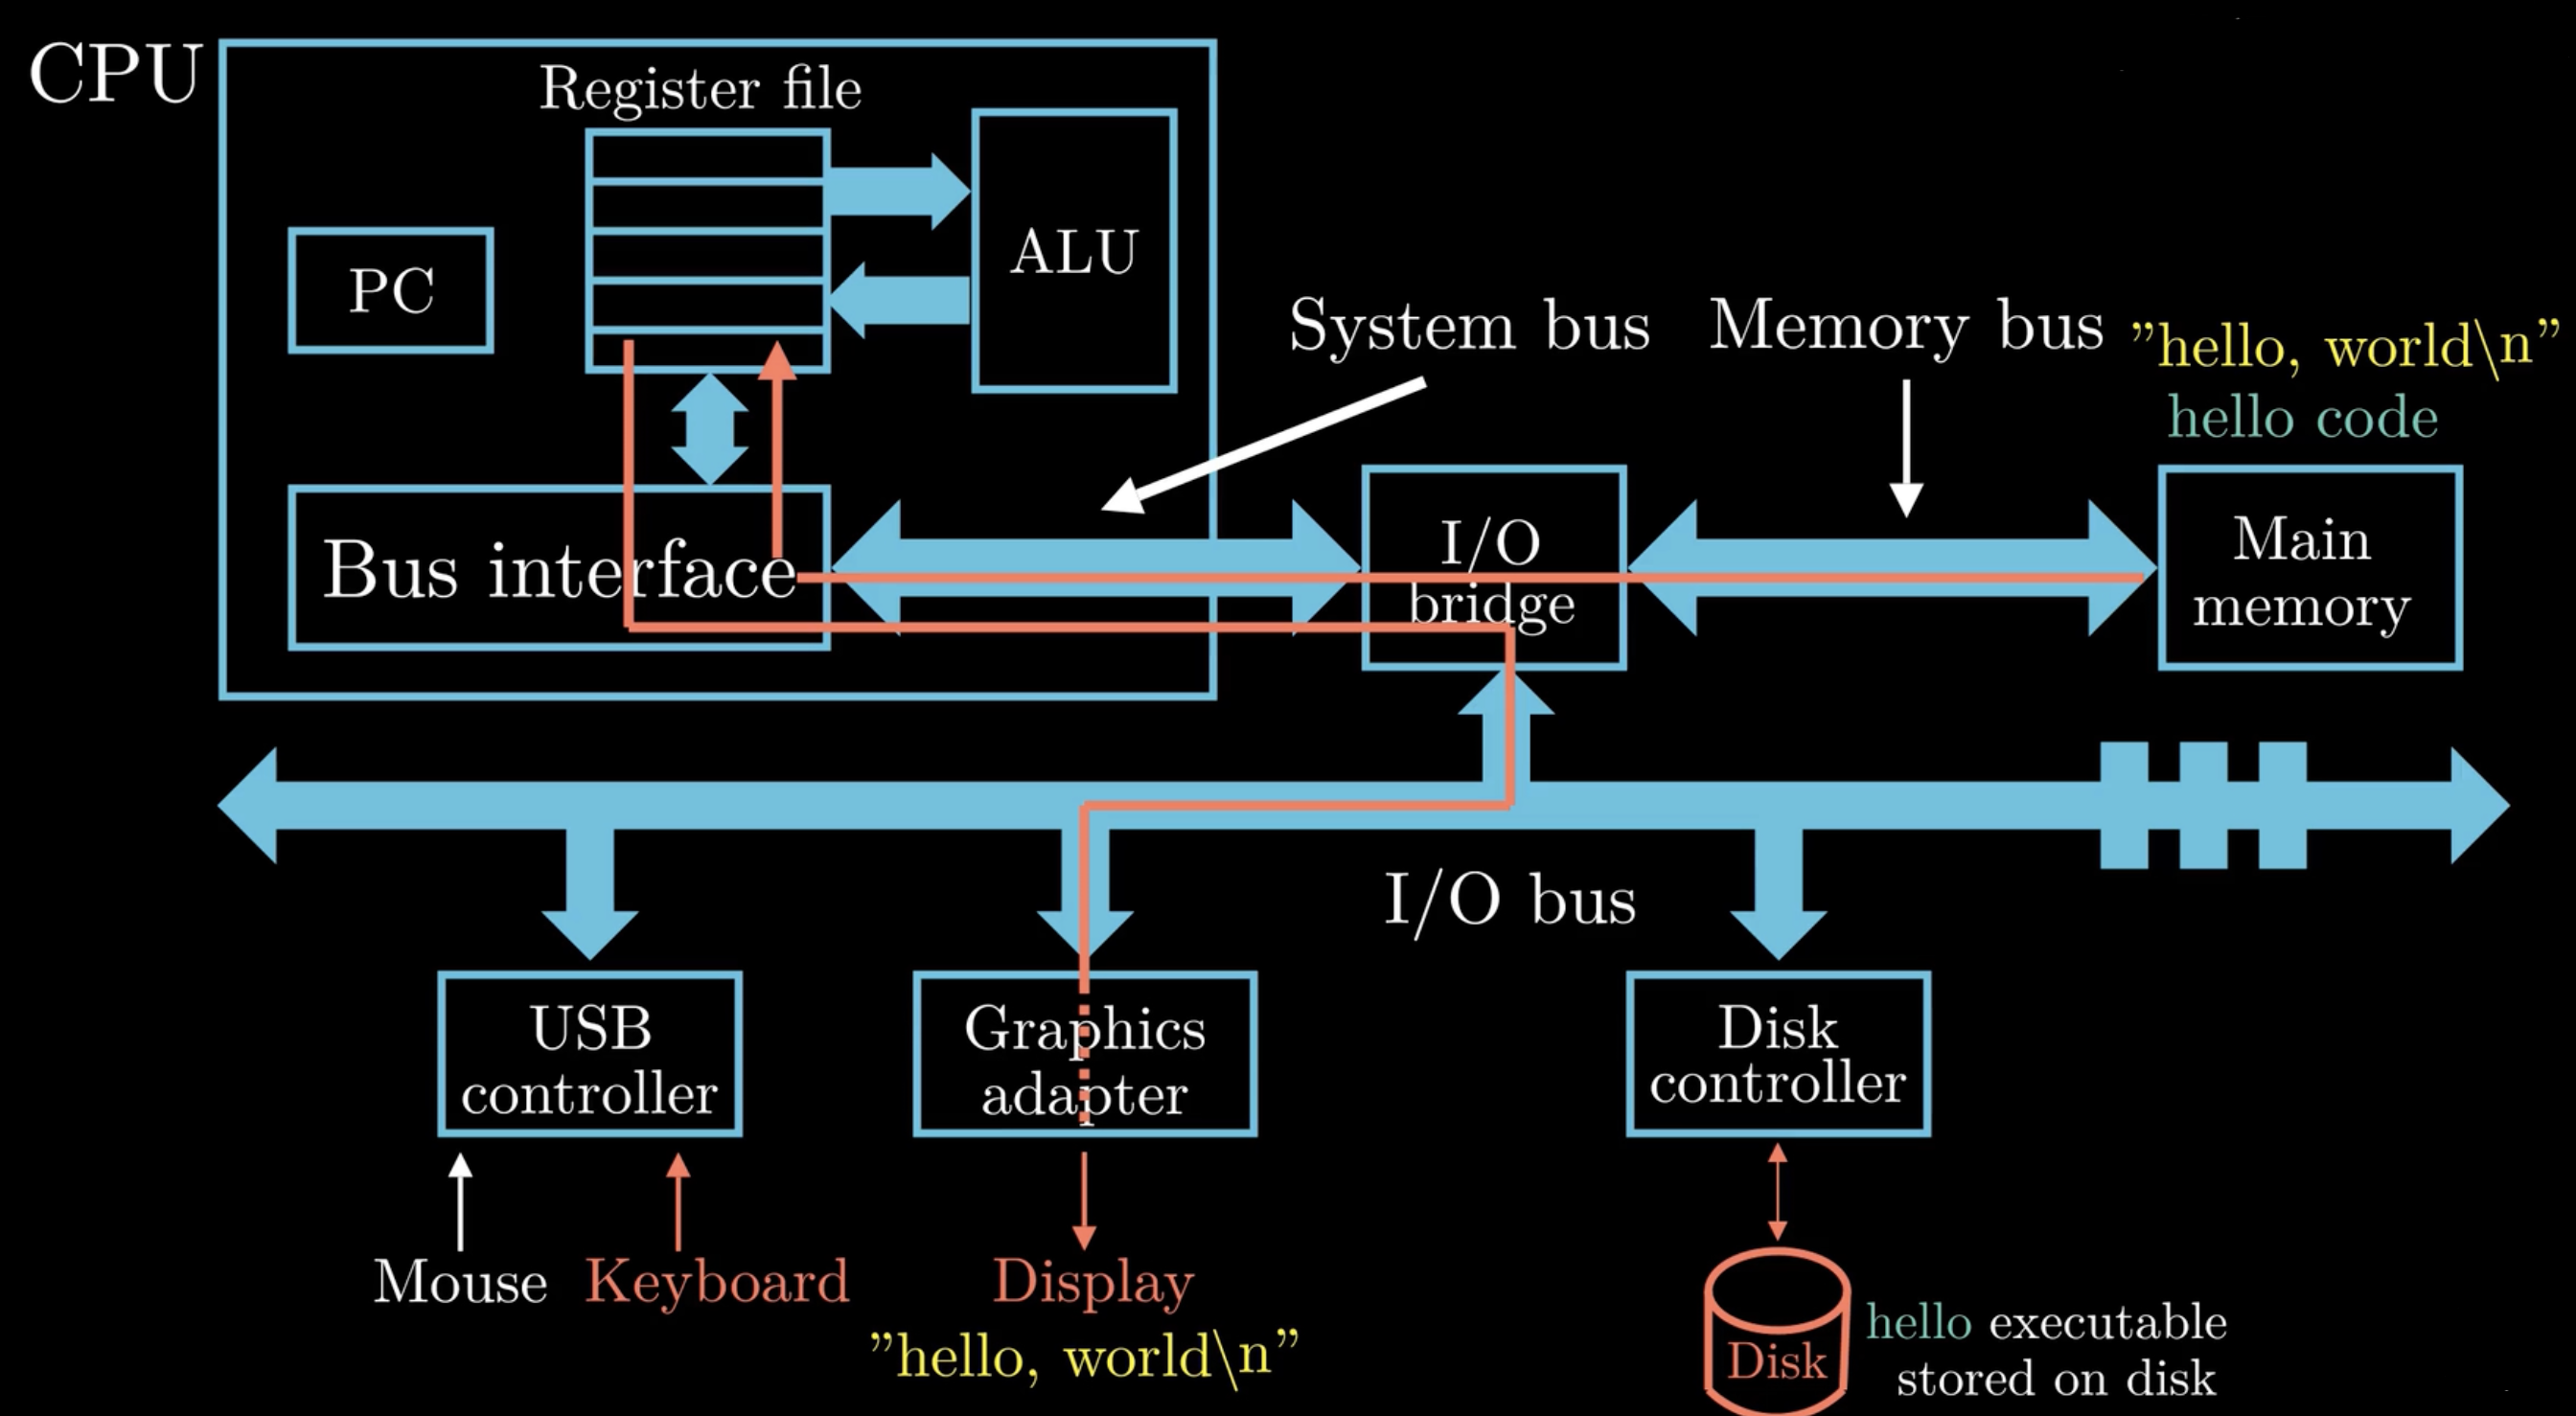 CPU
Register file
ALU
PC
System bus
Memory bus
”hello, world\n”
hello code
Bus interface
I/O
bridge
Main
memory
I/O bus
USB
controller
Graphics
adapter
Disk
controller
Mouse
Keyboard
Display
”hello, world\n”
Disk
hello executable
stored on disk